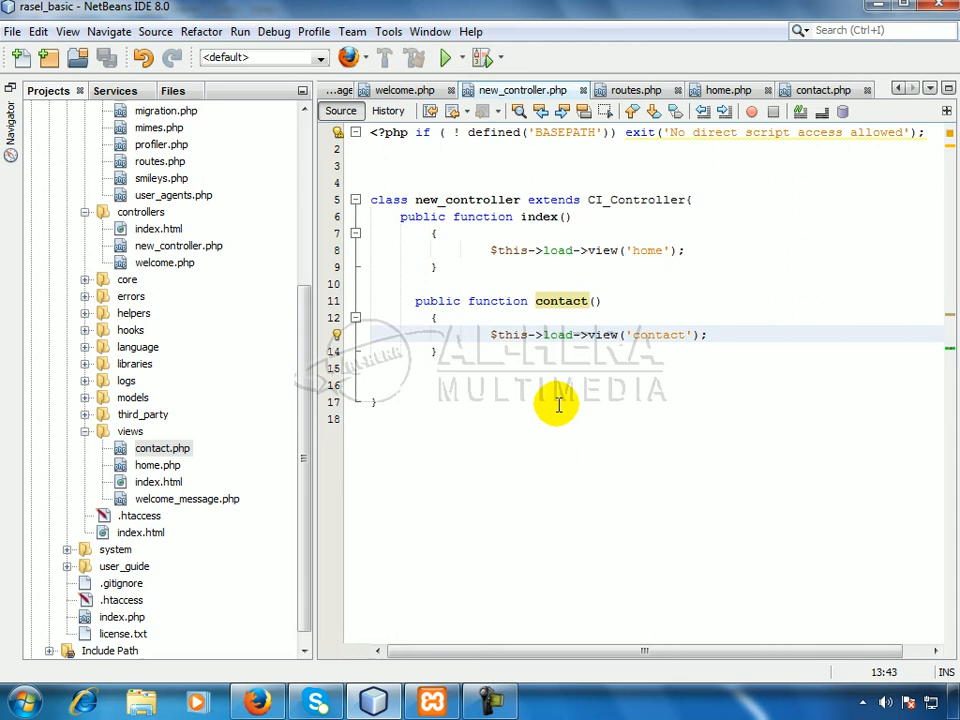 rasel_basic - NetBeans IDE 8.0
File Edit View Navigate Source Refactor Run Debug Profile Team Tools Window Help
Search (Ctrl+I)
<default>
Projects Services Files
...age welcome.php new_controller.php routes.php home.php contact.php
Navigator
Source History
migration.php
mimes.php
profiler.php
routes.php
smileys.php
user_agents.php
controllers
index.html
new_controller.php
welcome.php
core
errors
helpers
hooks
language
libraries
logs
models
third_party
views
contact.php
home.php
index.html
welcome_message.php
.htaccess
index.html
system
user_guide
.gitignore
.htaccess
index.php
license.txt
Include Path
<?php if ( ! defined('BASEPATH')) exit('No direct script access allowed');
2
3
4
5 class new_controller extends CI_Controller{
6 public function index()
7 {
8 $this->load->view('home');
9 }
10
11 public function contact()
12 {
$this->load->view('contact');
14 }
15
16
17 }
18
AL-HERA
MULTIMEDIA
AL-HERA
13:43 INS